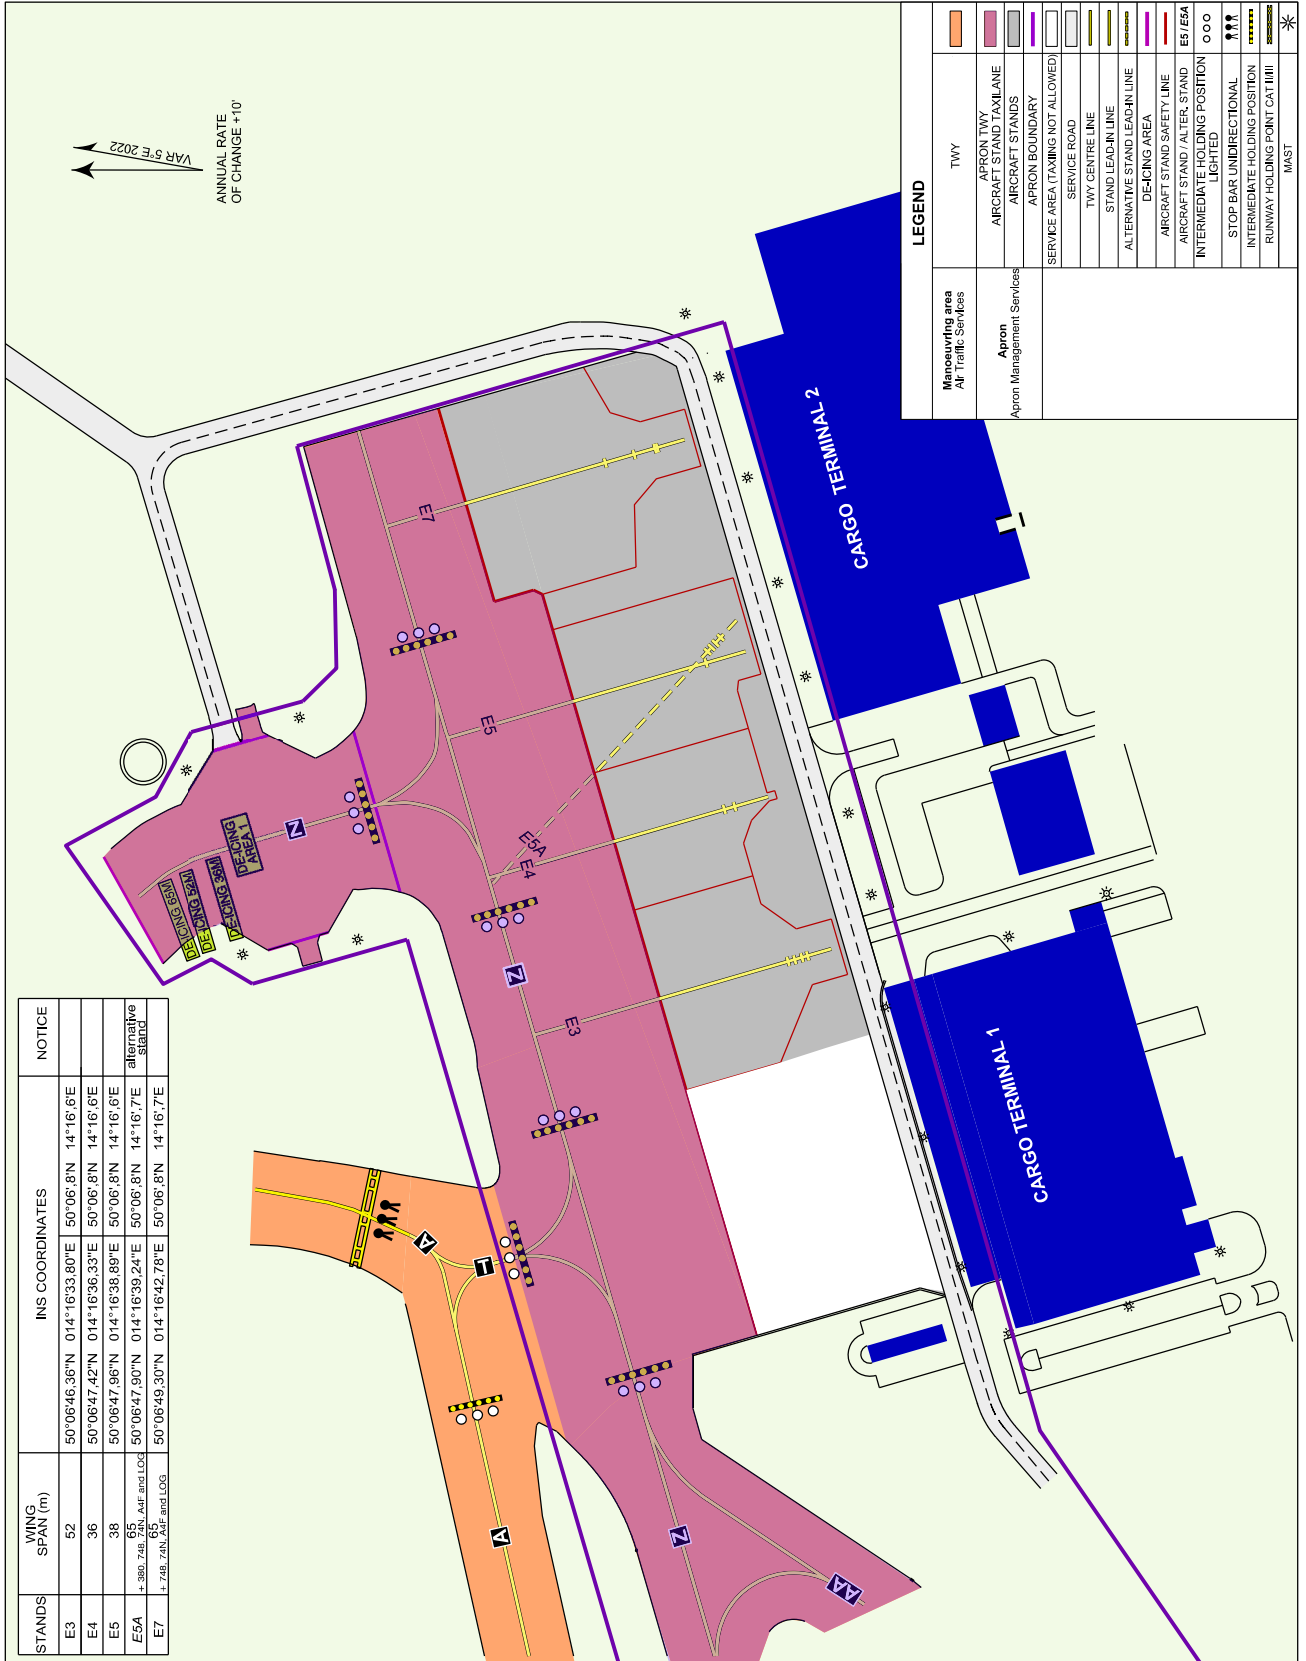 VAR 5°E 2022
ANNUAL RATE
OF CHANGE +10'
LEGEND
Manoeuvring area
Air Traffic Services
Apron
Apron Management Services
TWY
APRON TWY
AIRCRAFT STAND TAXILANE
AIRCRAFT STANDS
APRON BOUNDARY
SERVICE AREA (TAXIING NOT ALLOWED)
SERVICE ROAD
TWY CENTRE LINE
STAND LEAD-IN LINE
ALTERNATIVE STAND LEAD-IN LINE
DE-ICING AREA
AIRCRAFT STAND SAFETY LINE
AIRCRAFT STAND / ALTER. STAND E5 / E5A
INTERMEDIATE HOLDING POSITION
LIGHTED
STOP BAR UNIDIRECTIONAL
INTERMEDIATE HOLDING POSITION
RUNWAY HOLDING POINT CAT I/II/III
MAST
CARGO TERMINAL 2
CARGO TERMINAL 1
E7
E5
E5A
E4
E3
N
Z
Z
AA
A
T
A
DE-ICING
AREA 1
DE-ICING 65M
DE-ICING 52M
DE-ICING 36M
STANDS WING SPAN (m) INS COORDINATES NOTICE
E3 52 50°06'46,36"N 014°16'33,80"E 50°06',8'N 14°16',6'E
E4 36 50°06'47,42"N 014°16'36,33"E 50°06',8'N 14°16',6'E
E5 38 50°06'47,96"N 014°16'38,89"E 50°06',8'N 14°16',6'E
E5A 65 + 380, 748, 74N, A4F and LOG 50°06'47,90"N 014°16'39,24"E 50°06',8'N 14°16',7'E alternative stand
E7 65 + 748, 74N, A4F and LOG 50°06'49,30"N 014°16'42,78"E 50°06',8'N 14°16',7'E